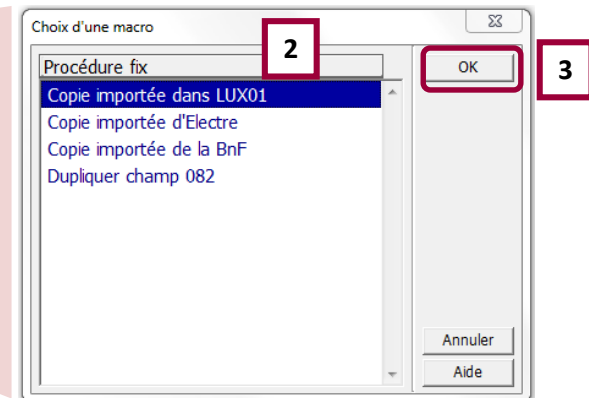 Choix d'une macro
2
Procédure fix
OK
3
Copie importée dans LUX01
Copie importée d'Electre
Copie importée de la BnF
Dupliquer champ 082
Annuler
Aide